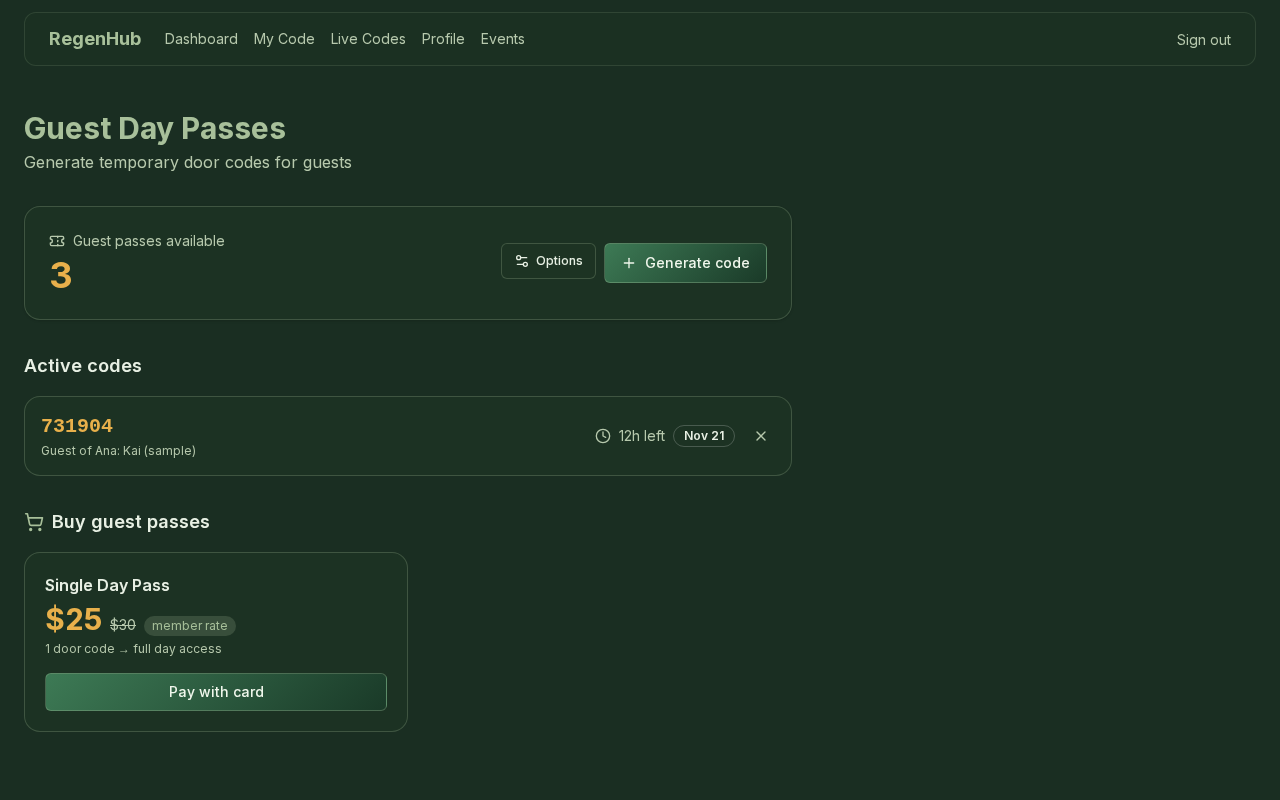 RegenHub Dashboard My Code Live Codes Profile Events Sign out
Guest Day Passes
Generate temporary door codes for guests
Guest passes available
3
Options
Generate code
Active codes
731904
Guest of Ana: Kai (sample)
12h left
Nov 21
Buy guest passes
Single Day Pass
$25 $30 member rate
1 door code → full day access
Pay with card